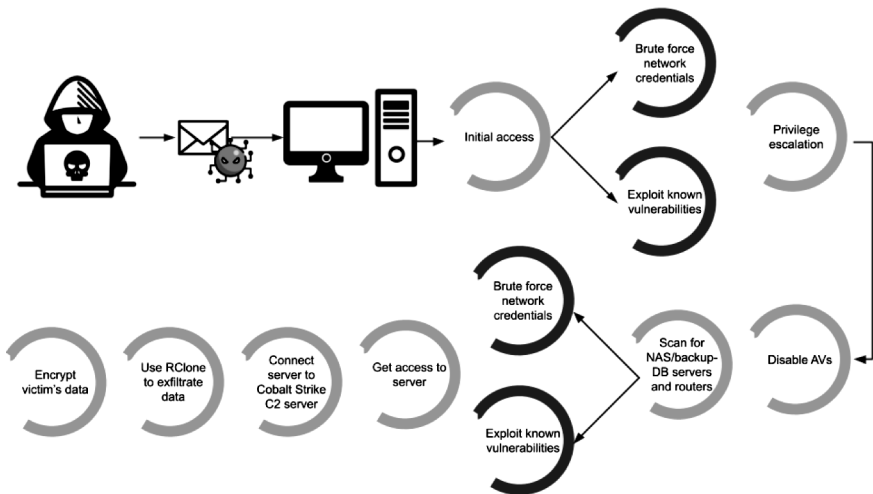 Initial access
Brute force
network
credentials
Exploit known
vulnerabilities
Privilege
escalation
Disable AVs
Scan for
NAS/backup-
DB servers
and routers
Brute force
network
credentials
Exploit known
vulnerabilities
Get access to
server
Connect
server to
Cobalt Strike
C2 server
Use RClone
to exfiltrate
data
Encrypt
victim's data